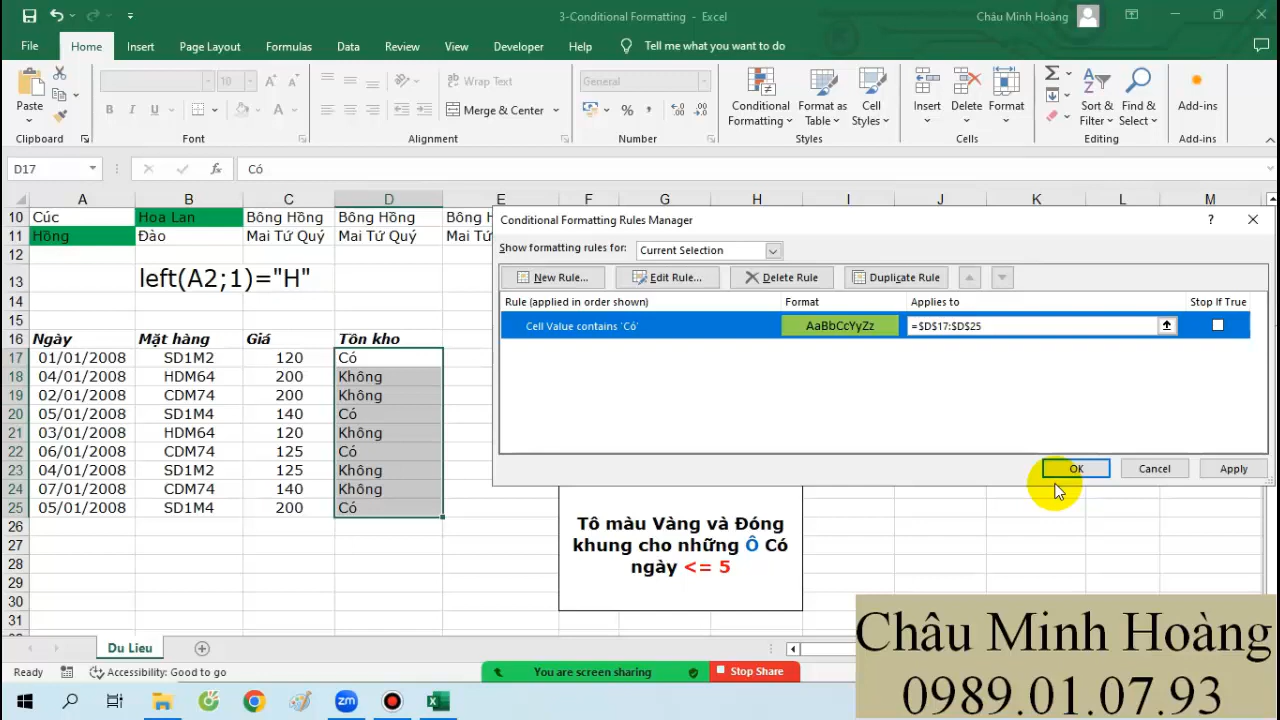 3-Conditional Formatting - Excel
Châu Minh Hoàng
File Home Insert Page Layout Formulas Data Review View Developer Help Tell me what you want to do
Paste
Clipboard
10
B I U
Font
Wrap Text
Merge & Center
Alignment
General
Number
Conditional Formatting
Format as Table
Cell Styles
Styles
Insert
Delete
Format
Cells
Sort & Filter
Find & Select
Editing
Add-ins
Add-ins
D17
fx
Có
A B C D E F G H I J K L M
10 Cúc Hoa Lan Bông Hồng Bông Hồng Bông H
11 Hồng Đào Mai Tứ Quý Mai Tứ Quý Mai Tứ
12
13 left(A2;1)="H"
14
15
16 Ngày Mặt hàng Giá Tồn kho
17 01/01/2008 SD1M2 120 Có
18 04/01/2008 HDM64 200 Không
19 02/01/2008 CDM74 200 Không
20 05/01/2008 SD1M4 140 Có
21 03/01/2008 HDM64 120 Không
22 06/01/2008 CDM74 125 Có
23 04/01/2008 SD1M2 125 Không
24 07/01/2008 CDM74 140 Không
25 05/01/2008 SD1M4 200 Có
26
27
28
29
30
31
Conditional Formatting Rules Manager
Show formatting rules for: Current Selection
New Rule... Edit Rule... Delete Rule Duplicate Rule
Rule (applied in order shown) Format Applies to Stop If True
Cell Value contains 'Có' AaBbCcYyZz =$D$17:$D$25
OK Cancel Apply
Tô màu Vàng và Đóng
khung cho những Ô Có
ngày <= 5
Du Lieu
Ready Accessibility: Good to go
You are screen sharing Stop Share
zm
Châu Minh Hoàng
0989.01.07.93